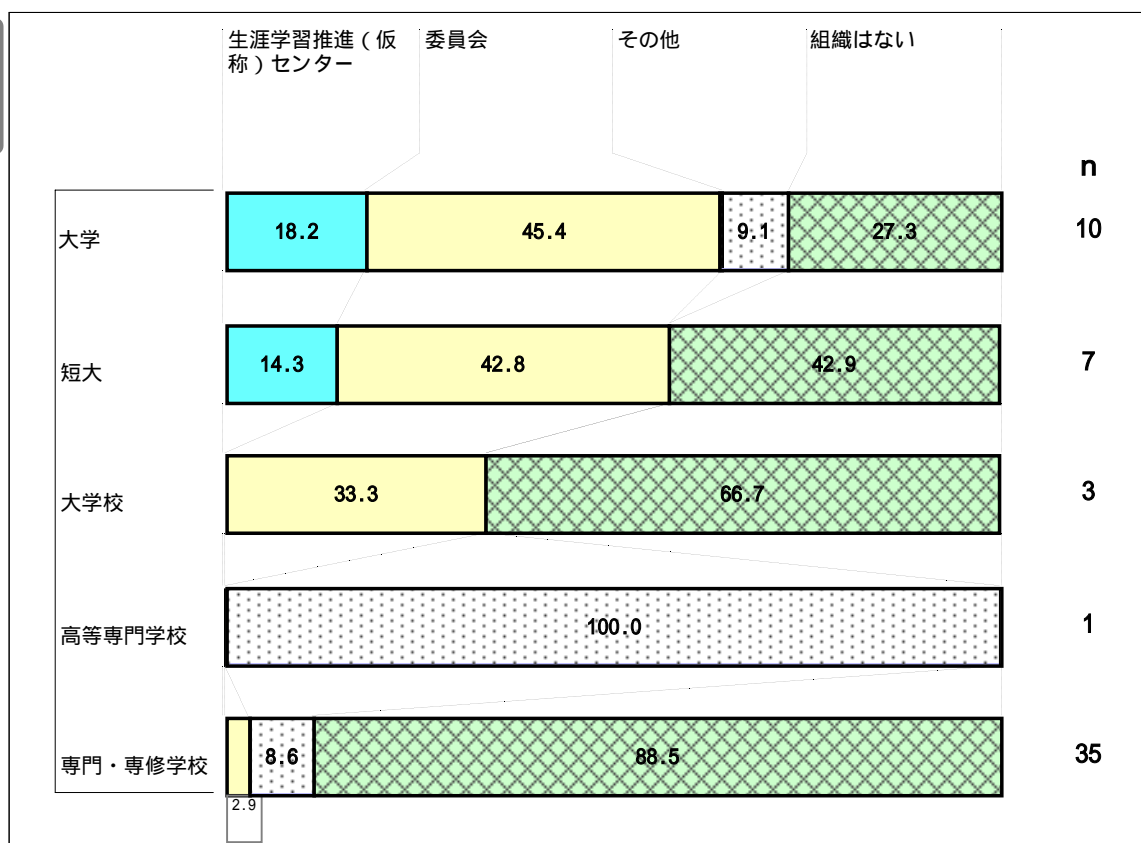 生涯学習推進（仮
称）センター
委員会
その他
組織はない
n
大学 18.2 45.4 9.1 27.3 10
短大 14.3 42.8 42.9 7
大学校 33.3 66.7 3
高等専門学校 100.0 1
専門・専修学校 8.6 88.5 35
2.9